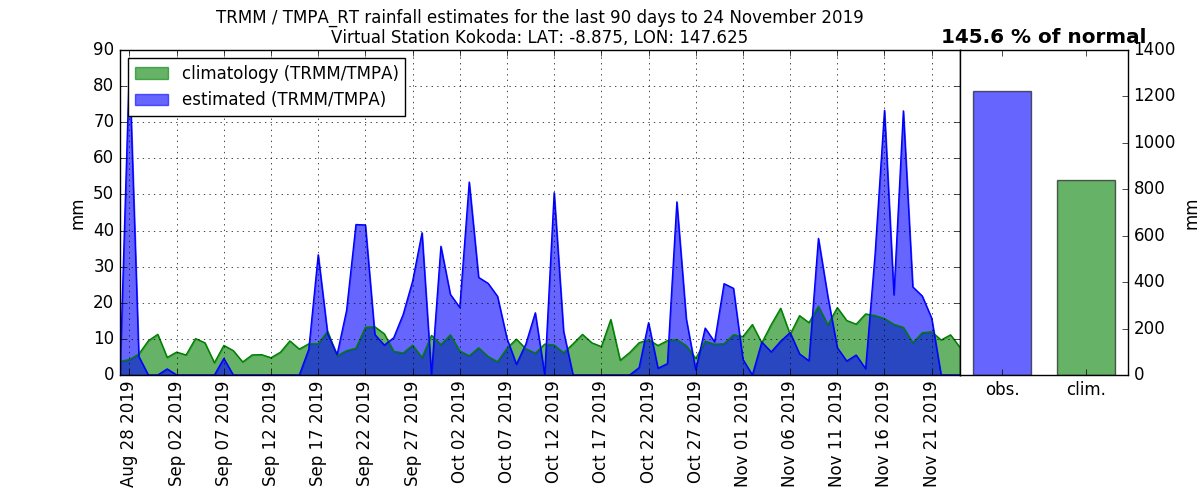 TRMM / TMPA_RT rainfall estimates for the last 90 days to 24 November 2019
Virtual Station Kokoda: LAT: -8.875, LON: 147.625
145.6 % of normal
climatology (TRMM/TMPA)
estimated (TRMM/TMPA)
90
80
70
60
50
40
30
20
10
0
mm
Aug 28 2019
Sep 02 2019
Sep 07 2019
Sep 12 2019
Sep 17 2019
Sep 22 2019
Sep 27 2019
Oct 02 2019
Oct 07 2019
Oct 12 2019
Oct 17 2019
Oct 22 2019
Oct 27 2019
Nov 01 2019
Nov 06 2019
Nov 11 2019
Nov 16 2019
Nov 21 2019
obs.
clim.
1400
1200
1000
800
600
400
200
0
mm